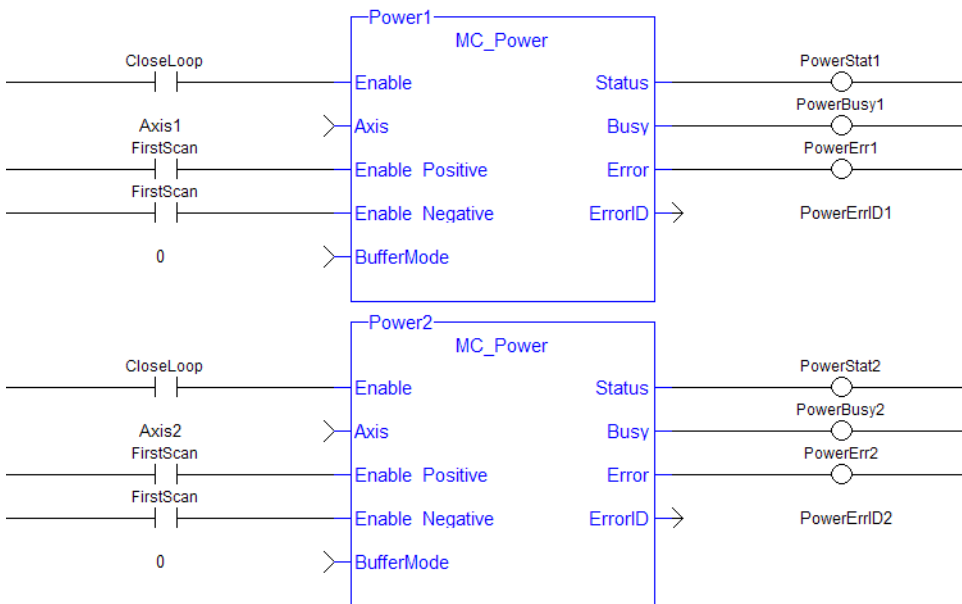 Power1
MC_Power
CloseLoop
Enable
Status
PowerStat1
Axis1
Axis
Busy
PowerBusy1
FirstScan
Enable Positive
Error
PowerErr1
FirstScan
Enable Negative
ErrorID
PowerErrID1
0
BufferMode
Power2
MC_Power
CloseLoop
Enable
Status
PowerStat2
Axis2
Axis
Busy
PowerBusy2
FirstScan
Enable Positive
Error
PowerErr2
FirstScan
Enable Negative
ErrorID
PowerErrID2
0
BufferMode